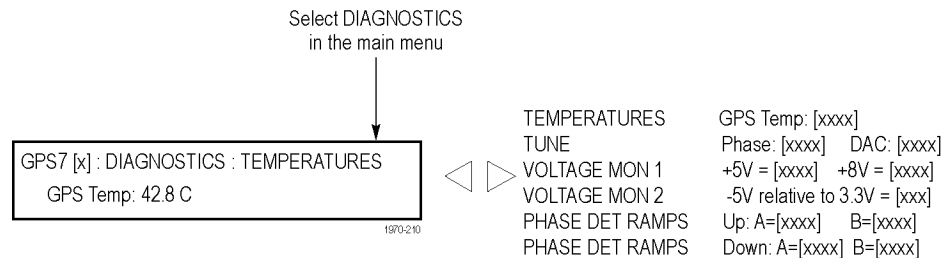 Select DIAGNOSTICS
in the main menu
GPS7 [x] : DIAGNOSTICS : TEMPERATURES
GPS Temp: 42.8 C
1970-210
TEMPERATURES GPS Temp: [xxxx]
TUNE Phase: [xxxx] DAC: [xxxx]
VOLTAGE MON 1 +5V = [xxxx] +8V = [xxxx]
VOLTAGE MON 2 -5V relative to 3.3V = [xxx]
PHASE DET RAMPS Up: A=[xxxx] B=[xxxx]
PHASE DET RAMPS Down: A=[xxxx] B=[xxxx]